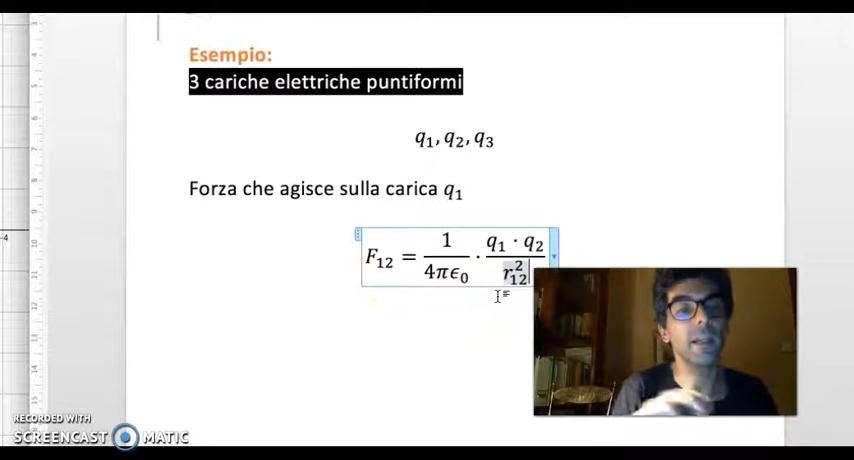 Esempio:
3 cariche elettriche puntiformi
q₁, q₂, q₃
Forza che agisce sulla carica q₁
F₁₂ = 1/(4πϵ₀) · (q₁ · q₂)/r₁₂²
RECORDED WITH
SCREENCAST MATIC